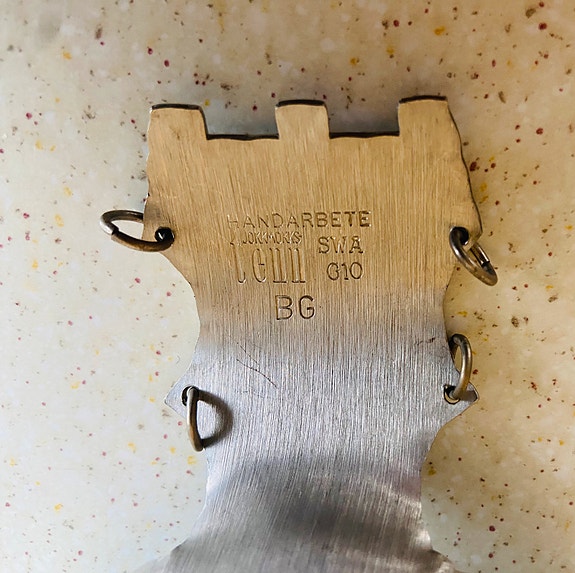 HANDARBETE
JOKKMOKKS SWA
tenn G10
BG